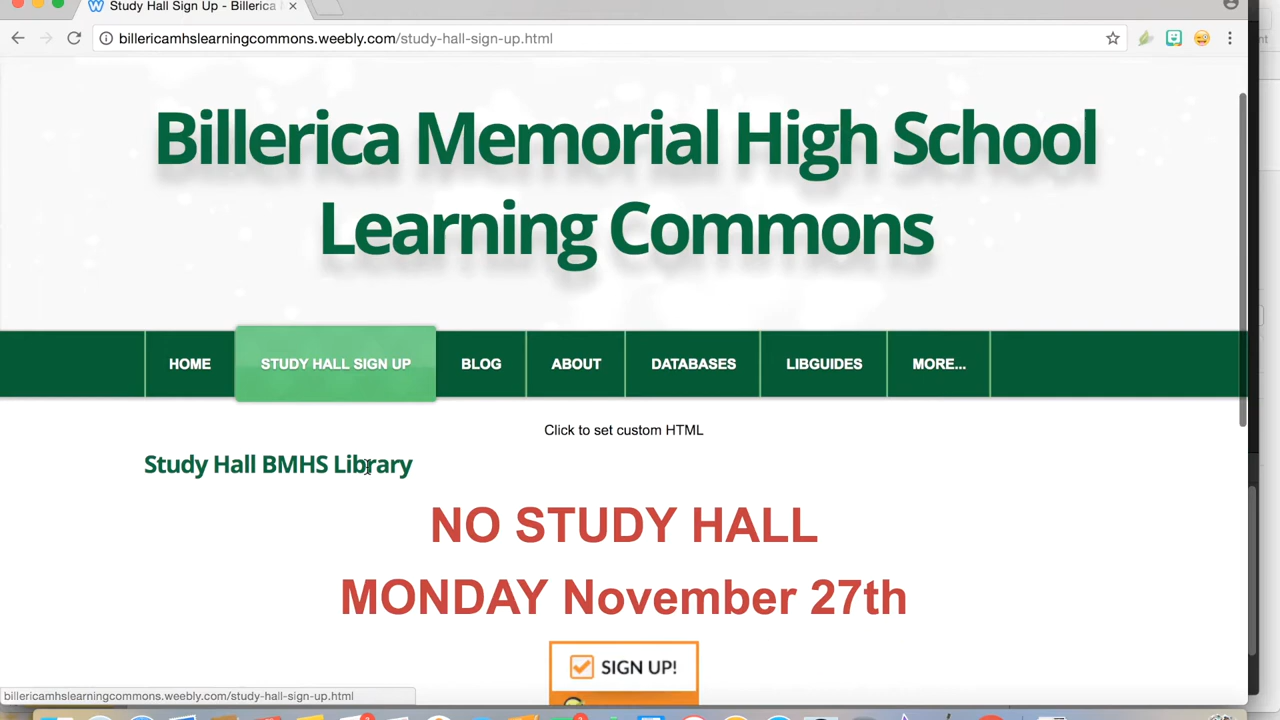 Study Hall Sign Up - Billerica
billericamhslearningcommons.weebly.com/study-hall-sign-up.html
Billerica Memorial High School
Learning Commons
HOME
STUDY HALL SIGN UP
BLOG
ABOUT
DATABASES
LIBGUIDES
MORE...
Click to set custom HTML
Study Hall BMHS Library
NO STUDY HALL
MONDAY November 27th
SIGN UP!
billericamhslearningcommons.weebly.com/study-hall-sign-up.html